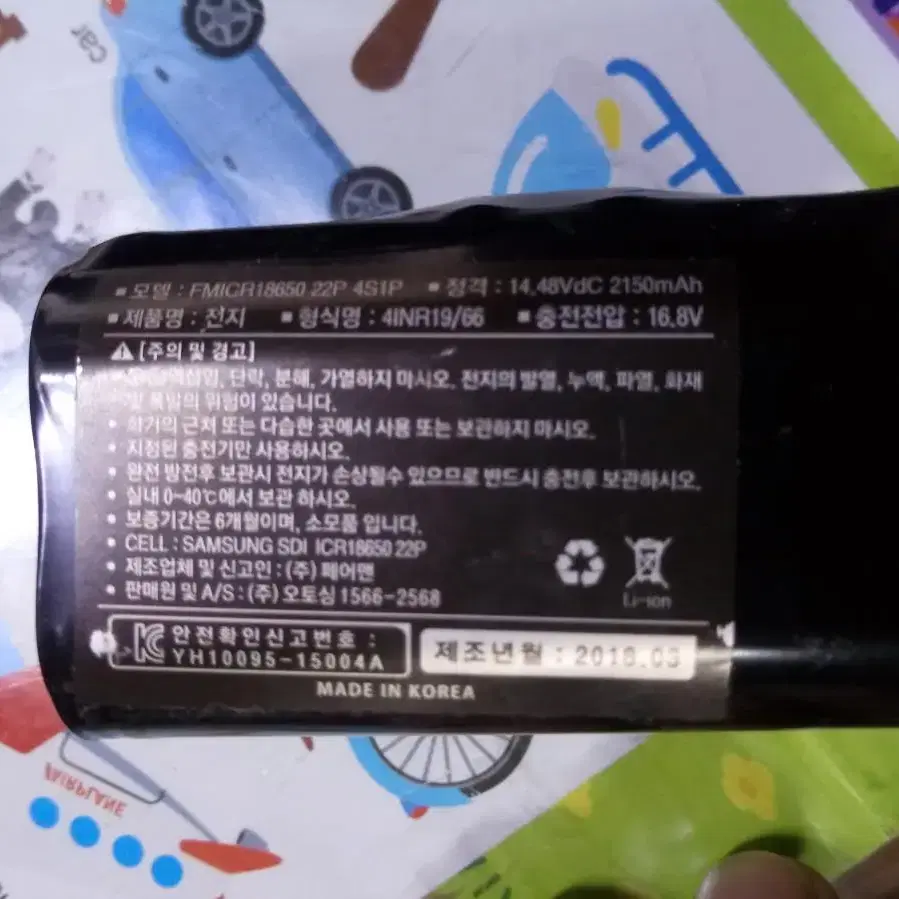 Car
■ 모델 : FMICR18650 22P 4S1P ■ 정격 : 14.48VdC 2150mAh
■ 제품명 : 전지 ■ 형식명 : 4INR19/66 ■ 충전전압 : 16.8V
⚠ [주의 및 경고]
단락, 분해, 가열하지 마시오. 전지의 발열, 누액, 파열, 화재
및 폭발의 위험이 있습니다.
• 화기의 근처 또는 다습한 곳에서 사용 또는 보관하지 마시오.
• 지정된 충전기만 사용하시오.
• 완전 방전후 보관시 전지가 손상될수 있으므로 반드시 충전후 보관하시오.
• 실내 0~40℃에서 보관 하시오.
• 보증기간은 6개월이며, 소모품 입니다.
• CELL : SAMSUNG SDI ICR18650 22P
• 제조업체 및 신고인 : (주) 페어맨
• 판매원 및 A/S : (주) 오토싱 1566-2568
Li-ion
안전확인신고번호 :
YH10095-15004A
제조년월 : 2018.03
MADE IN KOREA
AIRPLANE